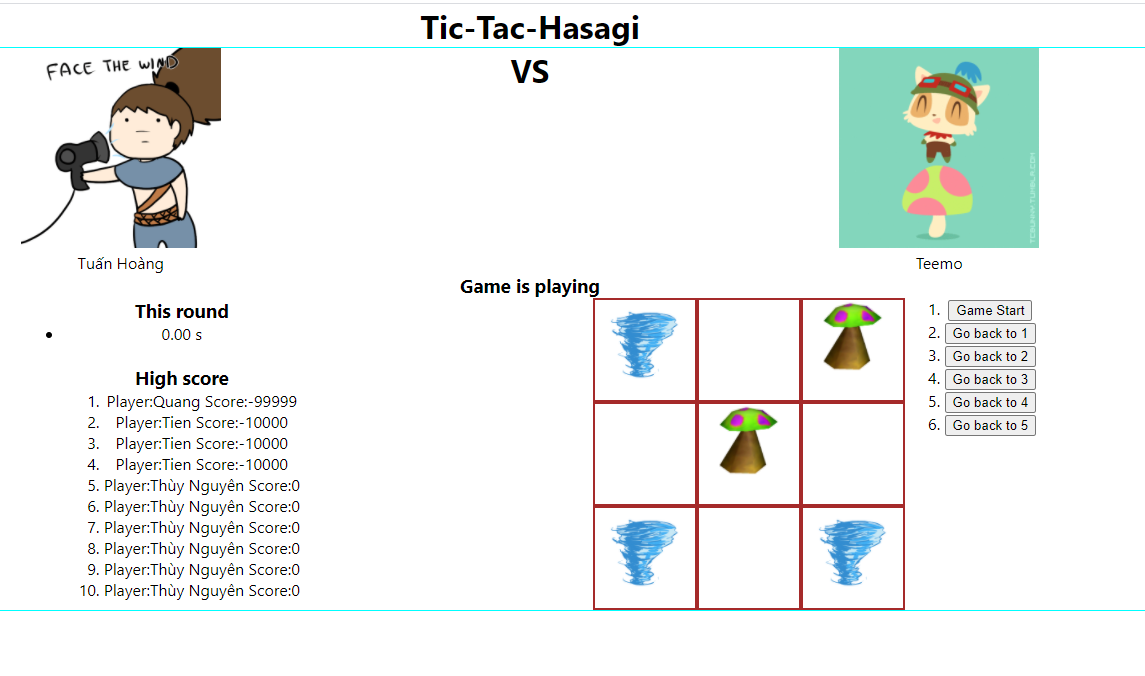 Tic-Tac-Hasagi
FACE THE WIND
VS
Tuấn Hoàng
Teemo
Game is playing
This round
0.00 s
High score
1. Player:Quang Score:-99999
2. Player:Tien Score:-10000
3. Player:Tien Score:-10000
4. Player:Tien Score:-10000
5. Player:Thùy Nguyên Score:0
6. Player:Thùy Nguyên Score:0
7. Player:Thùy Nguyên Score:0
8. Player:Thùy Nguyên Score:0
9. Player:Thùy Nguyên Score:0
10. Player:Thùy Nguyên Score:0
1. Game Start
2. Go back to 1
3. Go back to 2
4. Go back to 3
5. Go back to 4
6. Go back to 5